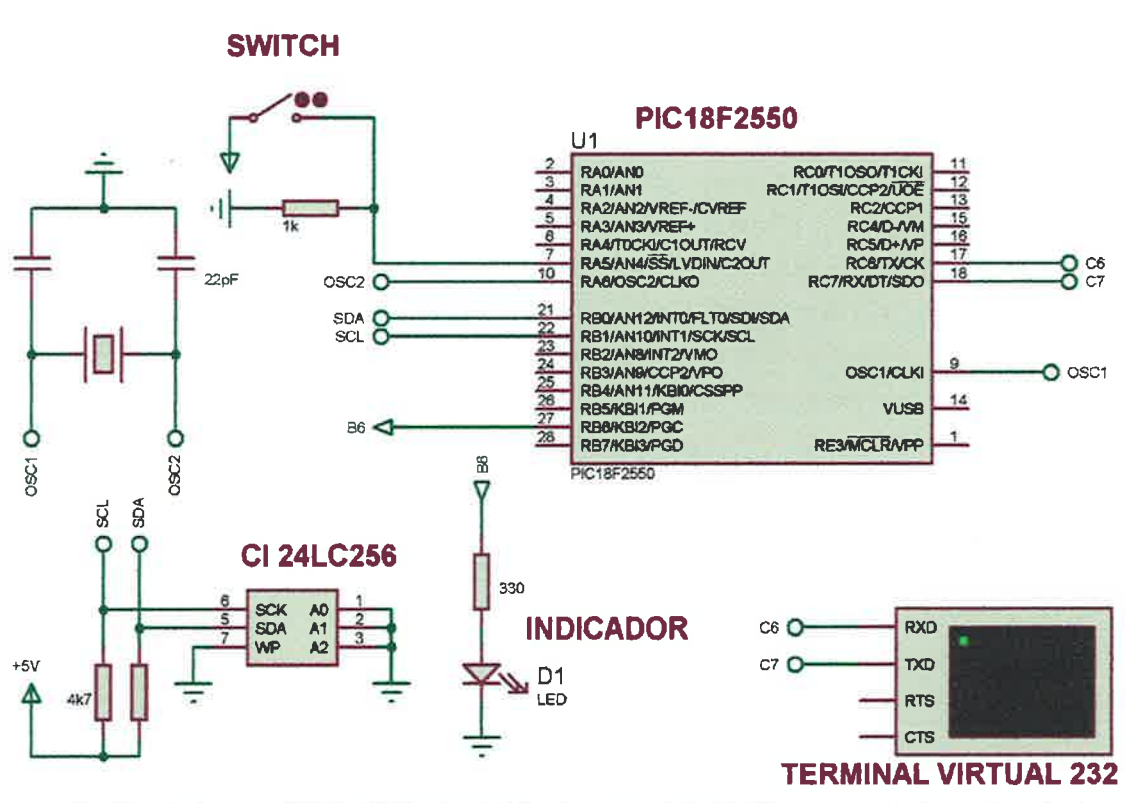 SWITCH
1k
22pF
OSC1
OSC2
PIC18F2550
U1
2 RA0/AN0
3 RA1/AN1
4 RA2/AN2/VREF-/CVREF
5 RA3/AN3/VREF+
6 RA4/T0CKI/C1OUT/RCV
7 RA5/AN4/SS/LVDIN/C2OUT
OSC2 10 RA6/OSC2/CLKO
SDA 21 RB0/AN12/INT0/FLT0/SDI/SDA
SCL 22 RB1/AN10/INT1/SCK/SCL
23 RB2/AN8/INT2/VMO
24 RB3/AN9/CCP2/VPO
25 RB4/AN11/KBI0/CSSPP
26 RB5/KBI1/PGM
B6 27 RB6/KBI2/PGC
28 RB7/KBI3/PGD
RC0/T1OSO/T1CKI 11
RC1/T1OSI/CCP2/UOE 12
RC2/CCP1 13
RC4/D-/VM 15
RC5/D+/VP 16
RC6/TX/CK 17 C6
RC7/RX/DT/SDO 18 C7
OSC1/CLKI 9 OSC1
VUSB 14
RE3/MCLR/VPP 1
PIC18F2550
SCL
SDA
+5V
4k7
CI 24LC256
6 SCK A0 1
5 SDA A1 2
7 WP A2 3
B6
330
INDICADOR
D1
LED
C6 RXD
C7 TXD
RTS
CTS
TERMINAL VIRTUAL 232